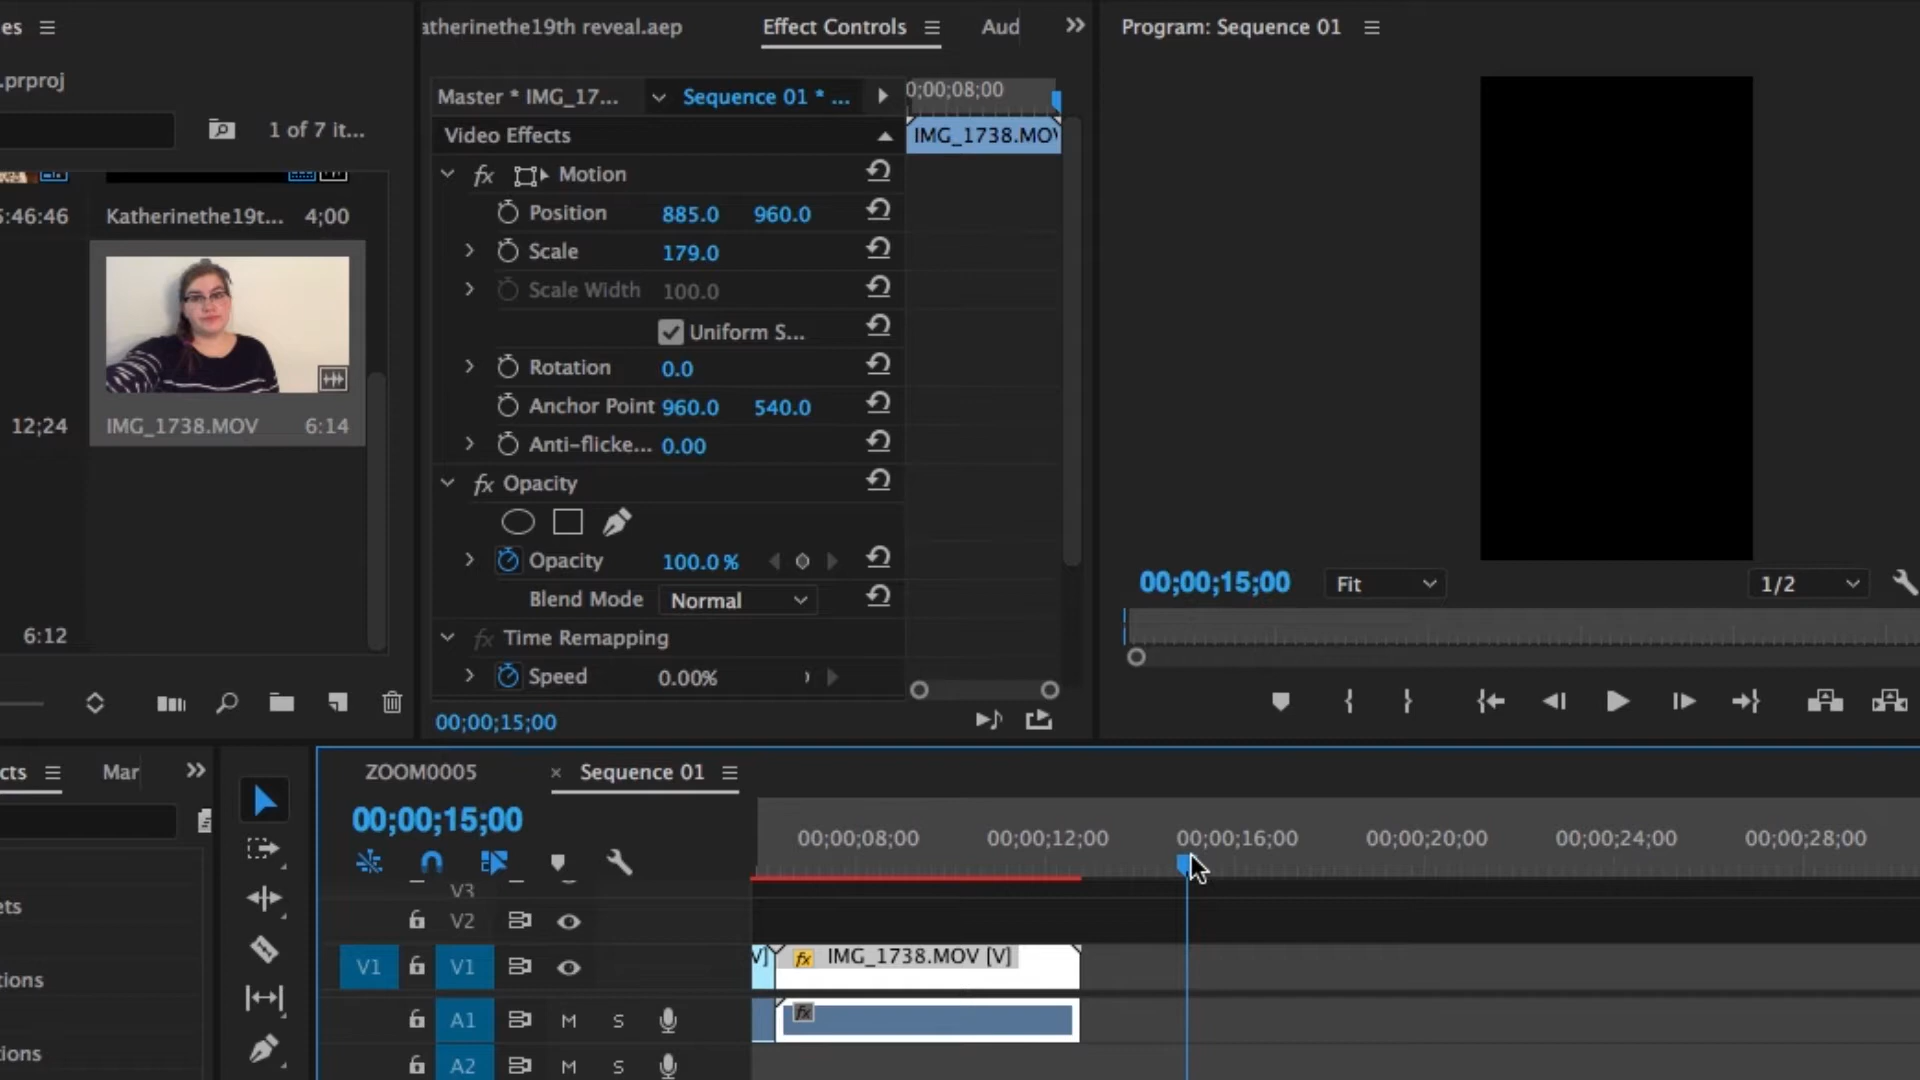 es
.prproj
1 of 7 it...
5:46:46
Katherinethe19t... 4;00
12;24
IMG_1738.MOV 6:14
6:12
atherinethe19th reveal.aep
Effect Controls
Aud
Master * IMG_17...
Sequence 01 * ...
0;00;08;00
Video Effects
IMG_1738.MOV
fx Motion
Position 885.0 960.0
Scale 179.0
Scale Width 100.0
Uniform S...
Rotation 0.0
Anchor Point 960.0 540.0
Anti-flicke... 0.00
fx Opacity
Opacity 100.0 %
Blend Mode Normal
fx Time Remapping
Speed 0.00%
00;00;15;00
Program: Sequence 01
00;00;15;00
Fit
1/2
cts
Mar
ets
ions
ions
ZOOM0005
× Sequence 01
00;00;15;00
00;00;08;00 00;00;12;00 00;00;16;00 00;00;20;00 00;00;24;00 00;00;28;00
V3
V2
V1 V1
V]
fx IMG_1738.MOV [V]
A1 M S
fx
A2 M S